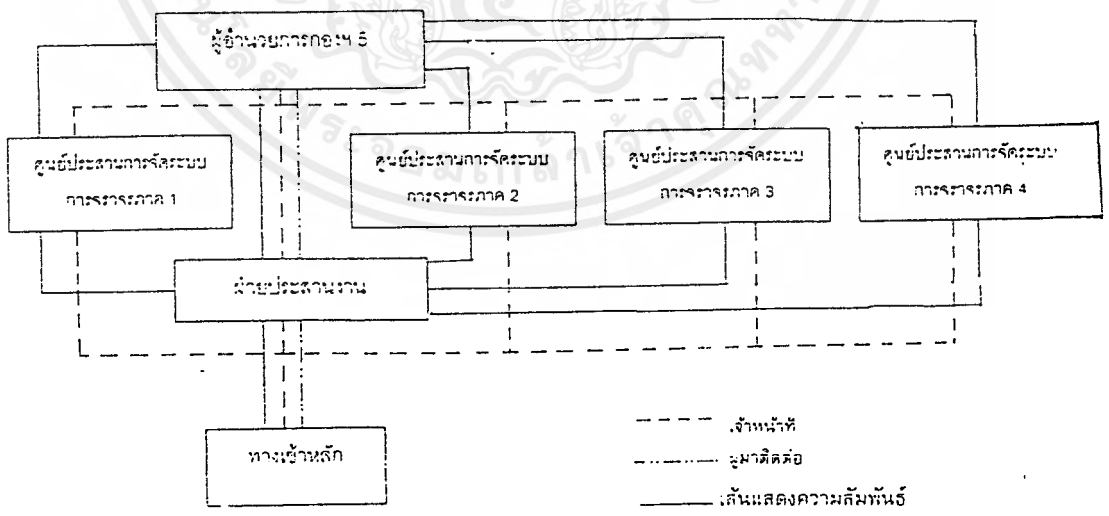 ผู้อำนวยการกองฯ 5
ศูนย์ประสานการจัดระบบ
การจราจรภาค 1
ศูนย์ประสานการจัดระบบ
การจราจรภาค 2
ศูนย์ประสานการจัดระบบ
การจราจรภาค 3
ศูนย์ประสานการจัดระบบ
การจราจรภาค 4
ฝ่ายประสานงาน
ทางเข้าหลัก
เจ้าหน้าที่
ผู้มาติดต่อ
เส้นแสดงความสัมพันธ์